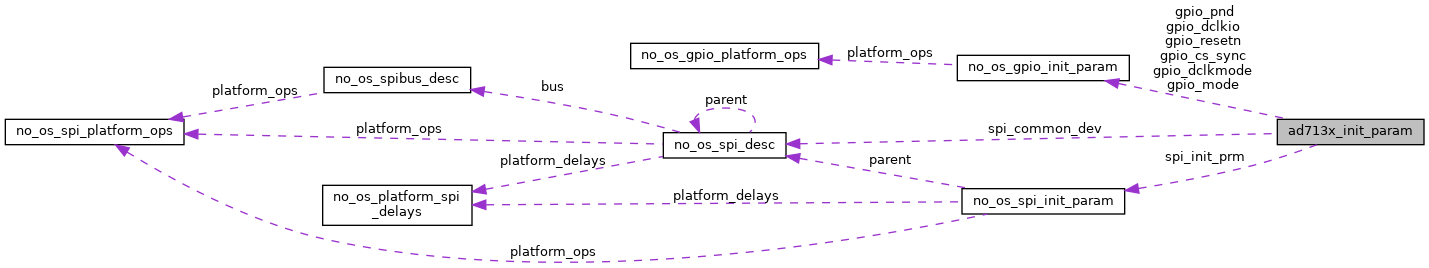 gpio_pnd
gpio_dclkio
gpio_resetn
gpio_cs_sync
gpio_dclkmode
gpio_mode
no_os_gpio_platform_ops
platform_ops
no_os_gpio_init_param
no_os_spibus_desc
platform_ops
bus
parent
no_os_spi_platform_ops
platform_ops
no_os_spi_desc
spi_common_dev
ad713x_init_param
platform_delays
parent
spi_init_prm
no_os_platform_spi
_delays
platform_delays
no_os_spi_init_param
platform_ops